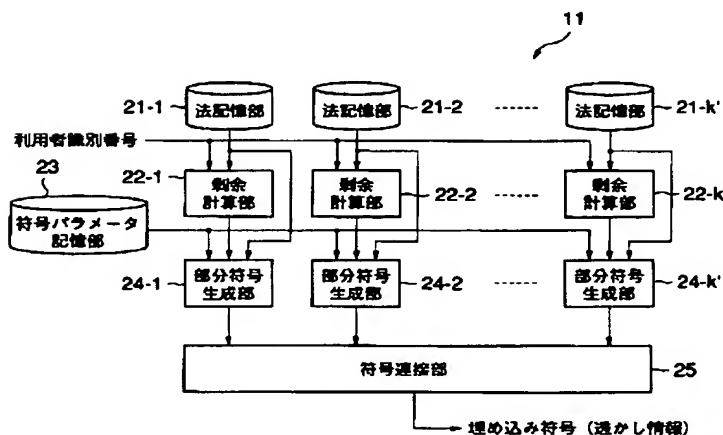 11
21-1 法記憶部 法記憶部 21-2 法記憶部 21-k'
利用者識別番号
23
22-1 剰余 剰余 22-2 剰余 22-k
計算部 計算部 計算部
符号パラメータ
記憶部
24-1 部分符号 部分符号 24-2 部分符号 24-k'
生成部 生成部 生成部
符号連接部 25
埋め込み符号(透かし情報)